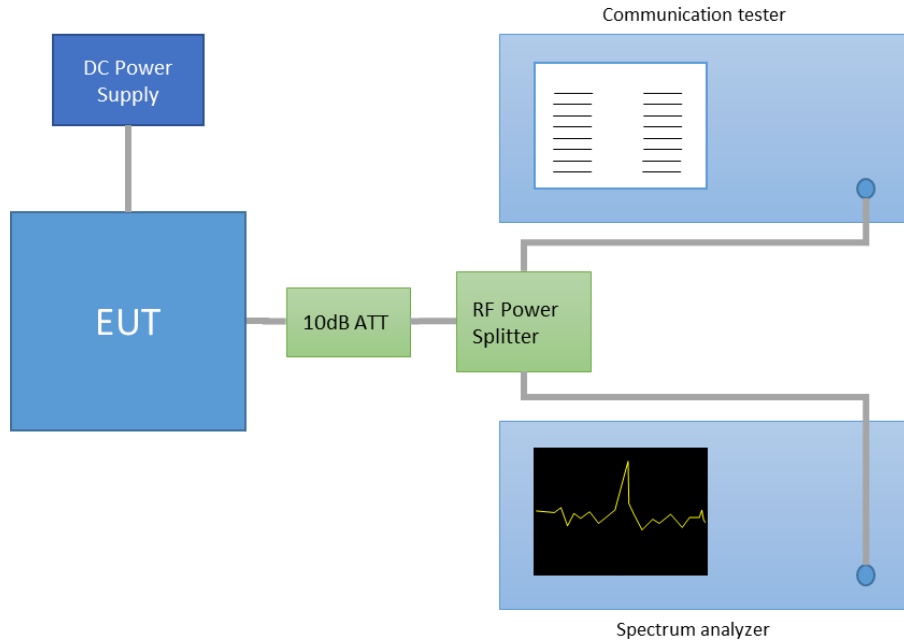 Communication tester
DC Power
Supply
EUT
10dB ATT
RF Power
Splitter
Spectrum analyzer